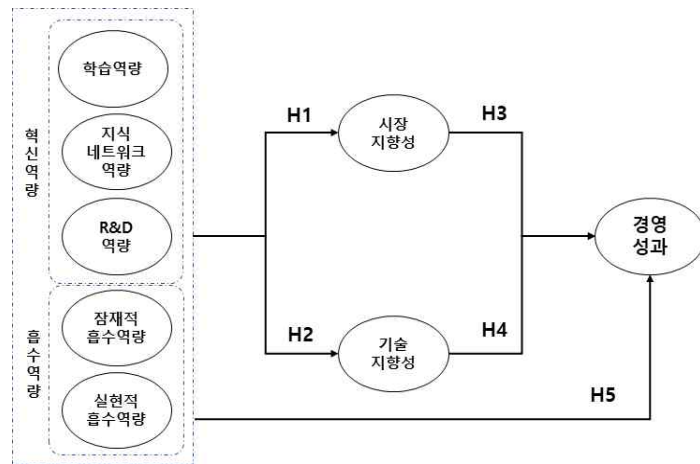 혁신역량
학습역량
지식
네트워크
역량
R&D
역량
흡수역량
잠재적
흡수역량
실현적
흡수역량
H1
시장
지향성
H3
H2
기술
지향성
H4
경영
성과
H5